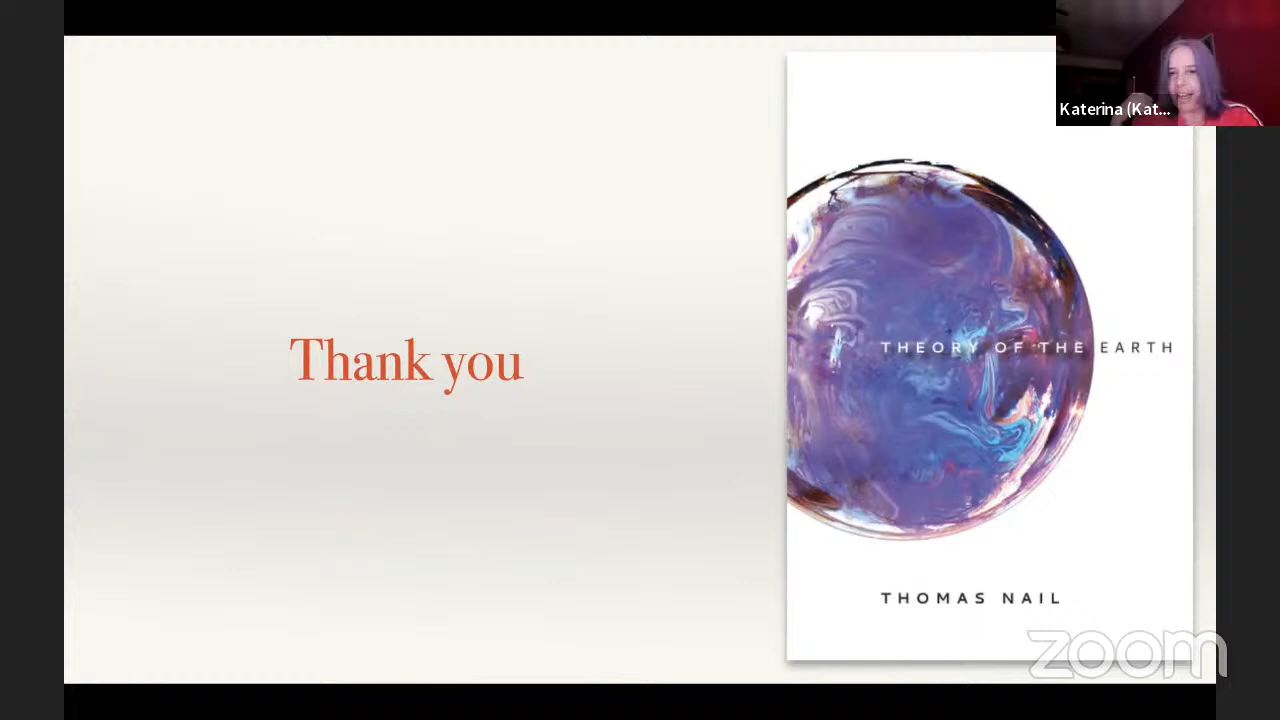 Katerina (Kat...
Thank you
THEORY OF THE EARTH
THOMAS NAIL
zoom